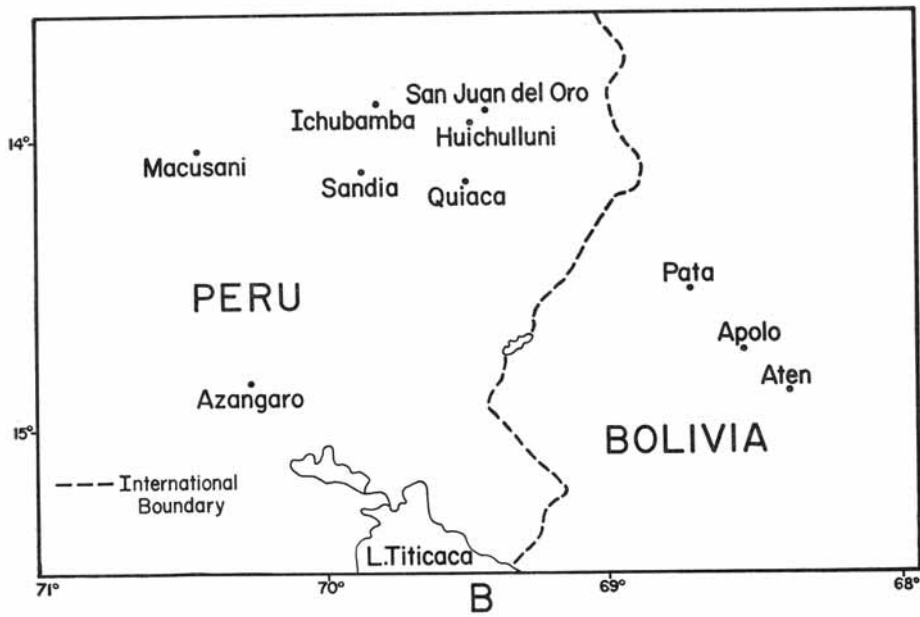 San Juan del Oro
Ichubamba
Huichulluni
14°
Macusani
Sandia
Quiaca
Pata
PERU
Apolo
Aten
Azangaro
15°
BOLIVIA
International
Boundary
L. Titicaca
71°
70°
69°
68°
B